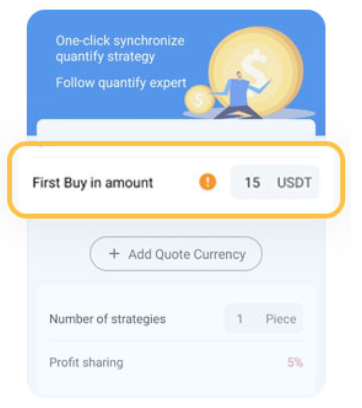 One-click synchronize
quantify strategy
Follow quantify expert
First Buy in amount ! 15 USDT
+ Add Quote Currency
Number of strategies 1 Piece
Profit sharing 5%